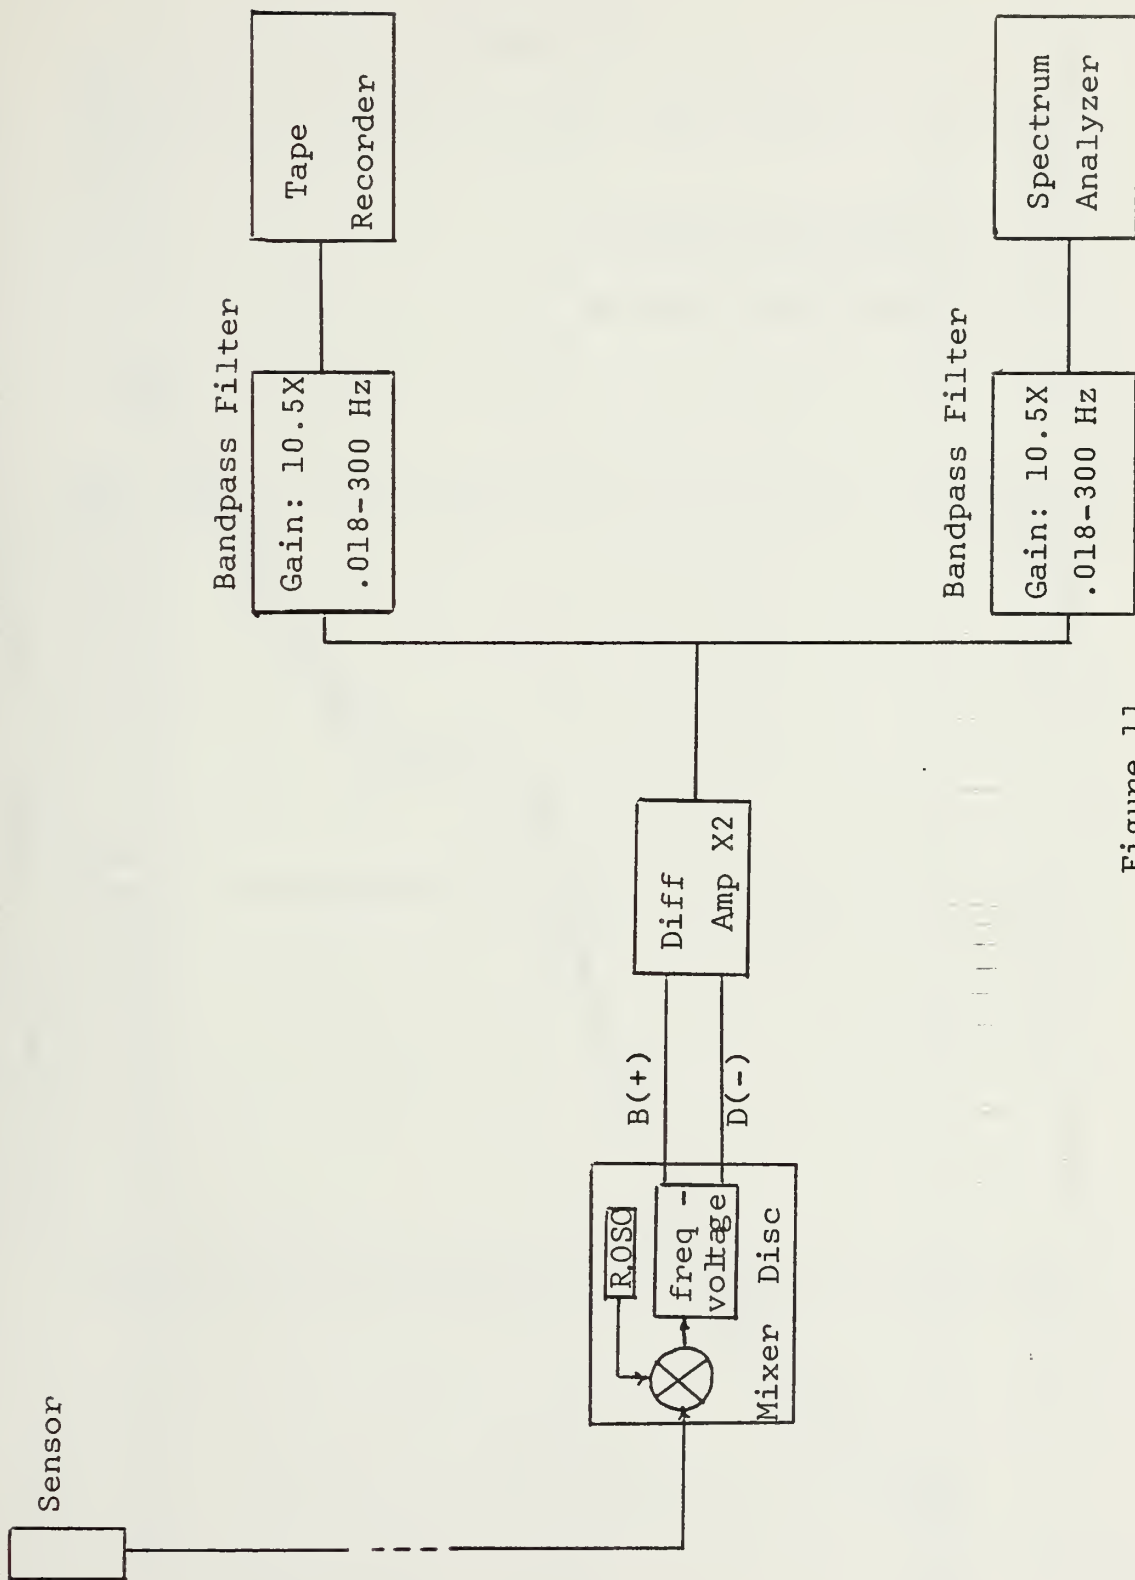 Sensor
R.OSC
freq -
voltage
Mixer Disc
B(+)
D(-)
Diff
Amp X2
Bandpass Filter
Gain: 10.5X
.018-300 Hz
Tape
Recorder
Bandpass Filter
Gain: 10.5X
.018-300 Hz
Spectrum
Analyzer
Figure 11